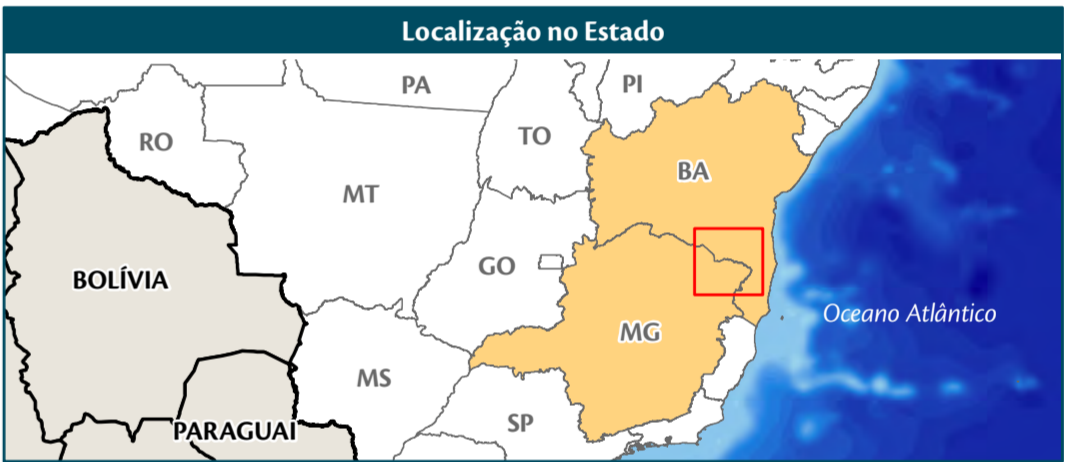 Localização no Estado
PA
PI
RO
TO
BA
MT
GO
BOLÍVIA
Oceano Atlântico
MG
MS
SP
PARAGUAI